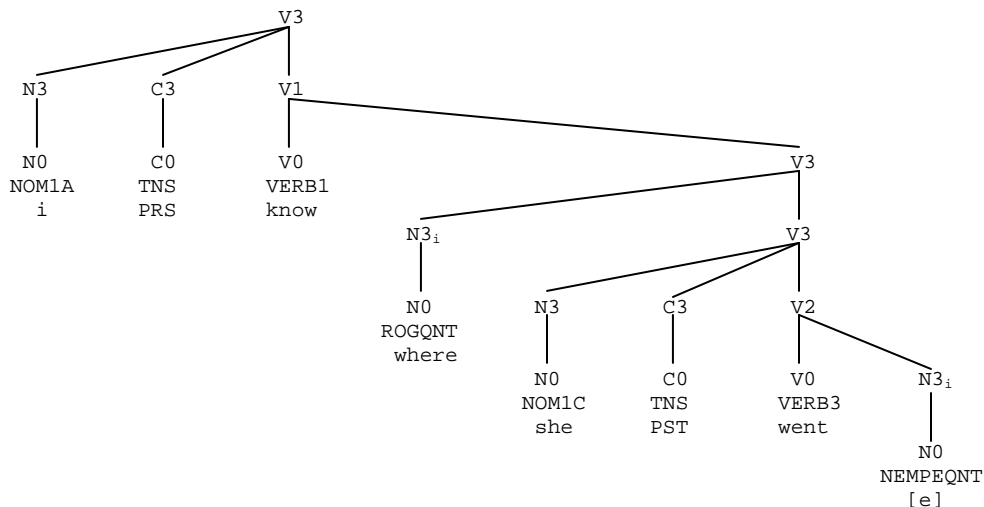 V3
N3 C3 V1
N0 C0 V0 V3
NOM1A TNS VERB1
i PRS know
N3i V3
N0 N3 C3 V2
ROGQNT
where
N0 C0 V0 N3i
NOM1C TNS VERB3
she PST went
N0
NEMPEQNT
[e]